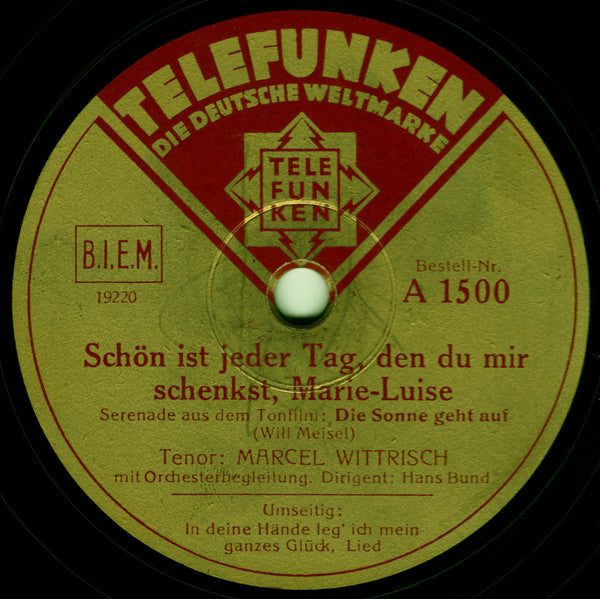 TELEFUNKEN
DIE DEUTSCHE WELTMARKE
TELE
FUN
KEN
B.I.E.M.
19220
Bestell-Nr.
A 1500
Schön ist jeder Tag, den du mir
schenkst, Marie-Luise
Serenade aus dem Tonfilm: Die Sonne geht auf
(Will Meisel)
Tenor: MARCEL WITTRISCH
mit Orchesterbegleitung. Dirigent: Hans Bund
Umseitig:
In deine Hände leg' ich mein
ganzes Glück, Lied